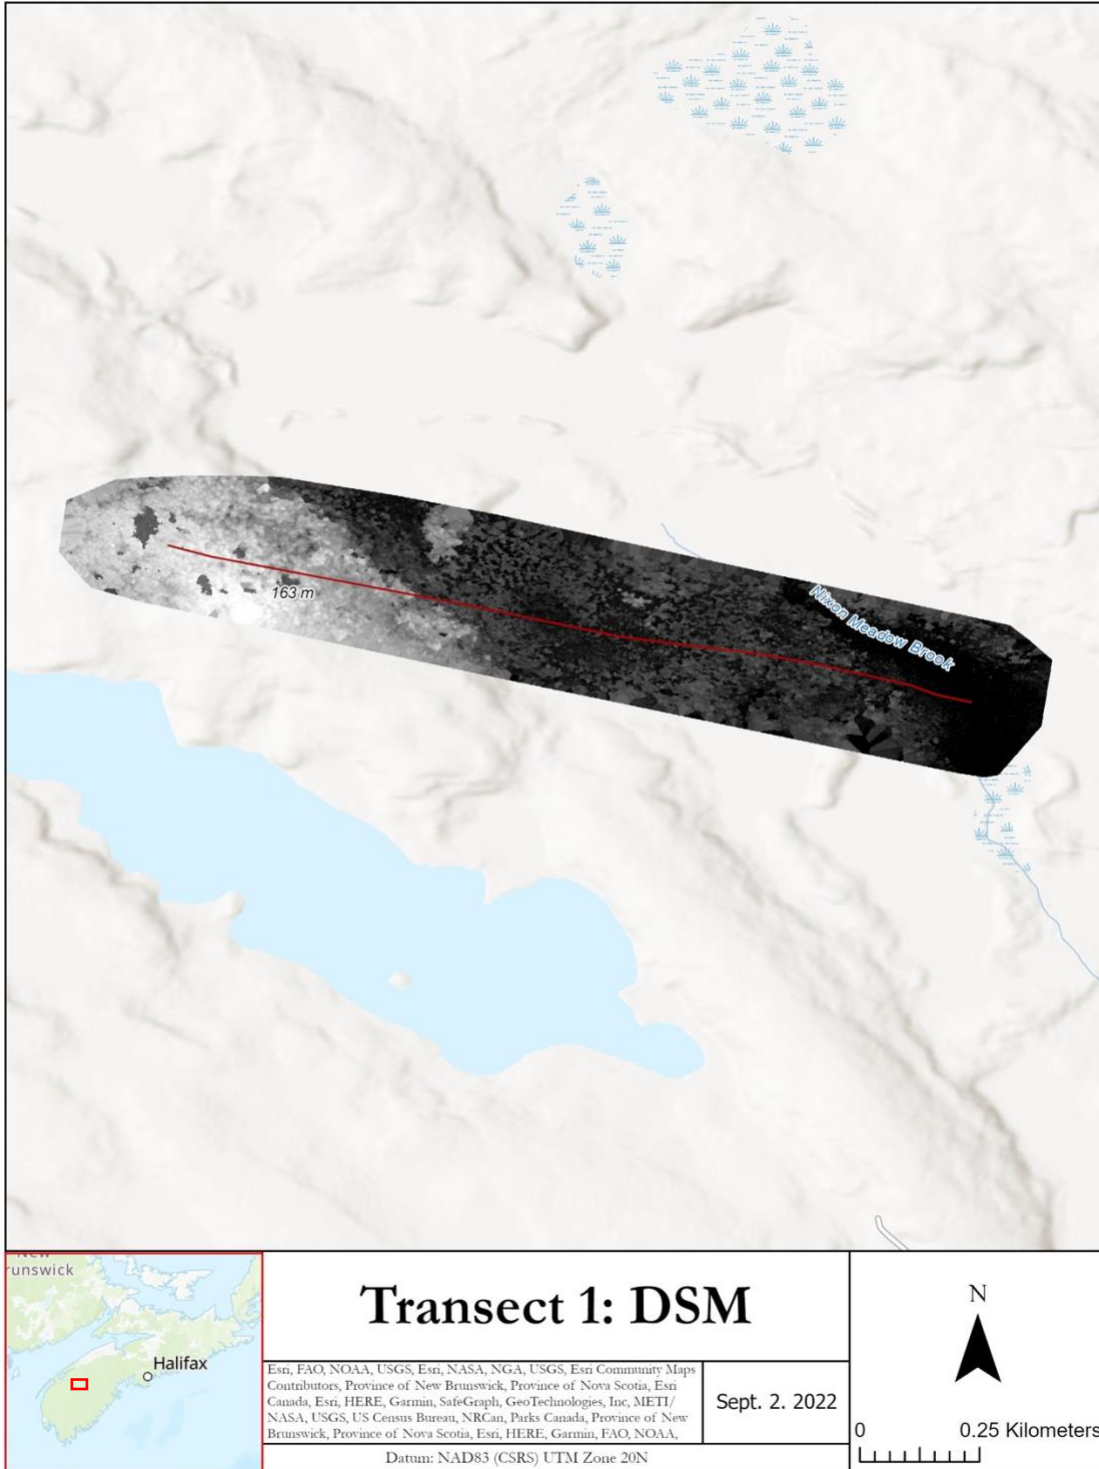 163 m
Nixon Meadow Brook
New
runswick
Halifax
Transect 1: DSM
Esri, FAO, NOAA, USGS, Esri, NASA, NGA, USGS, Esri Community Maps
Contributors, Province of New Brunswick, Province of Nova Scotia, Esri
Canada, Esri, HERE, Garmin, SafeGraph, GeoTechnologies, Inc, METI/
NASA, USGS, US Census Bureau, NRCan, Parks Canada, Province of New
Brunswick, Province of Nova Scotia, Esri, HERE, Garmin, FAO, NOAA,
Sept. 2. 2022
Datum: NAD83 (CSRS) UTM Zone 20N
N
0 0.25 Kilometers